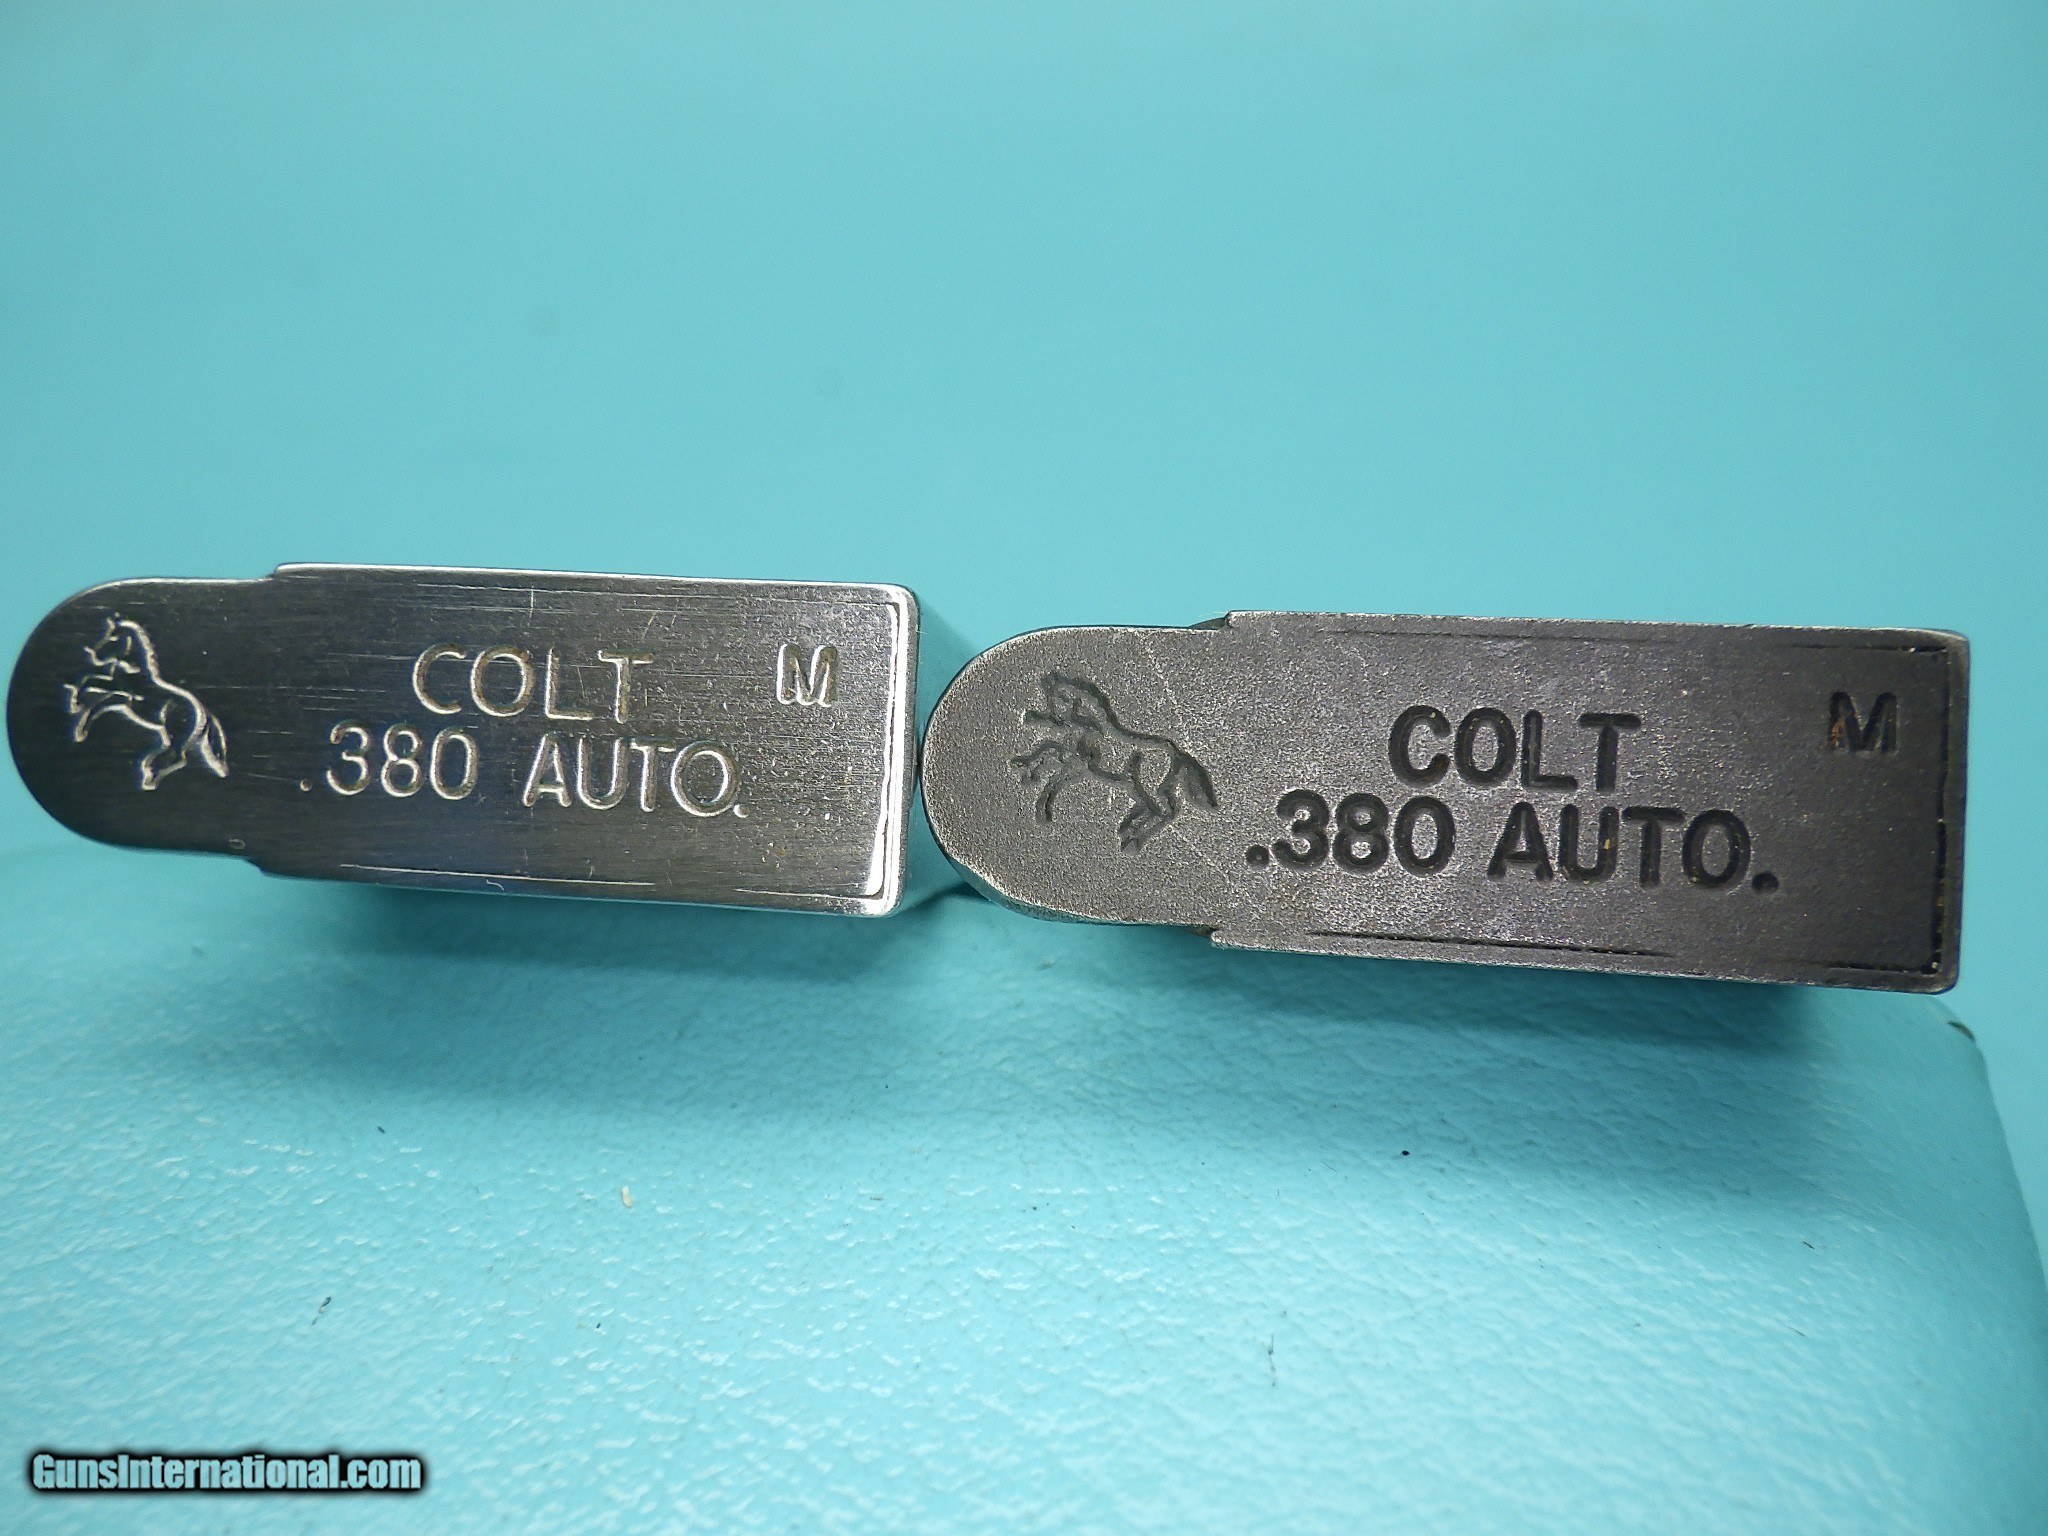 COLT M
.380 AUTO.
COLT M
.380 AUTO.
GunsInternational.com